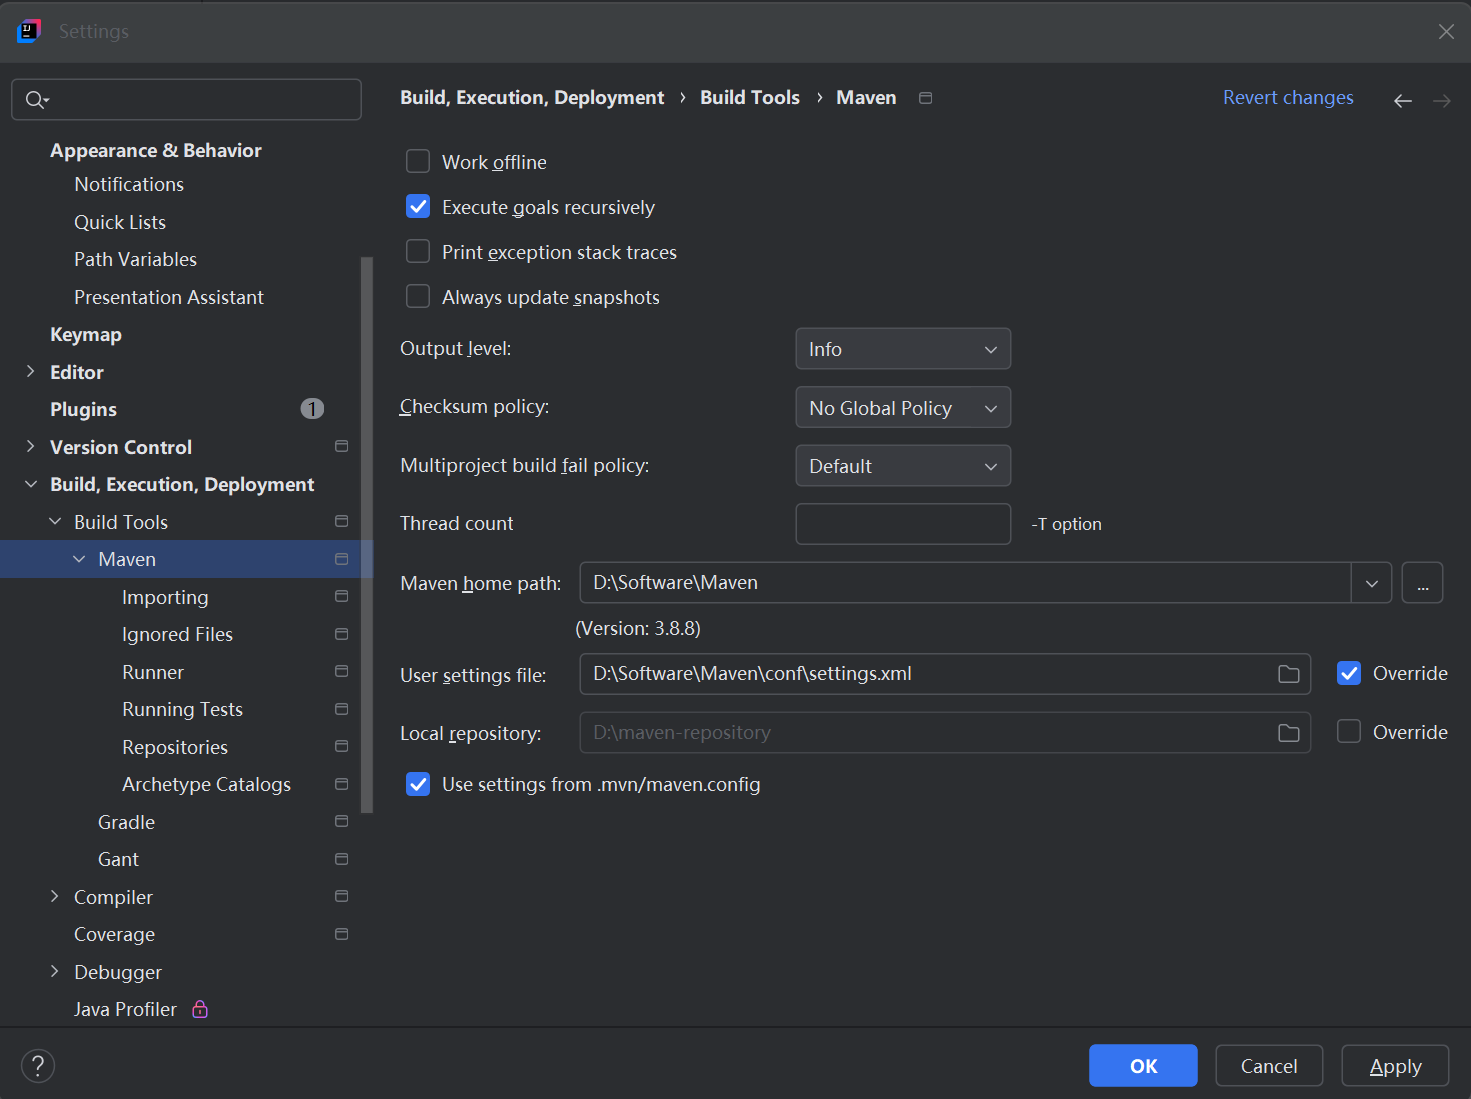 Settings
Build, Execution, Deployment › Build Tools › Maven
Revert changes
Appearance & Behavior
Notifications
Quick Lists
Path Variables
Presentation Assistant
Keymap
Editor
Plugins 1
Version Control
Build, Execution, Deployment
Build Tools
Maven
Importing
Ignored Files
Runner
Running Tests
Repositories
Archetype Catalogs
Gradle
Gant
Compiler
Coverage
Debugger
Java Profiler
Work offline
Execute goals recursively
Print exception stack traces
Always update snapshots
Output level: Info
Checksum policy: No Global Policy
Multiproject build fail policy: Default
Thread count -T option
Maven home path: D:\Software\Maven ...
(Version: 3.8.8)
User settings file: D:\Software\Maven\conf\settings.xml Override
Local repository: D:\maven-repository Override
Use settings from .mvn/maven.config
? OK Cancel Apply